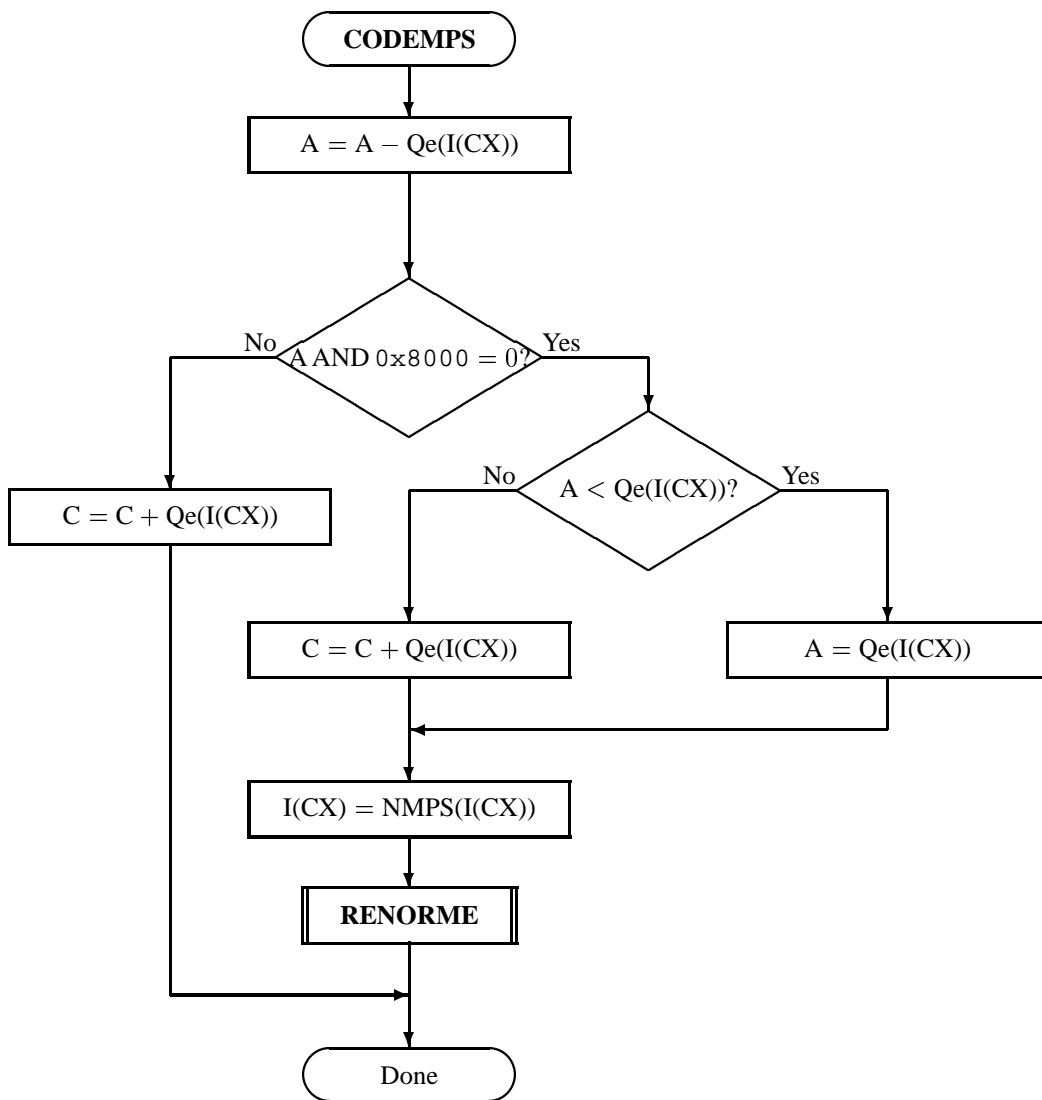 CODEMPS
A = A − Qe(I(CX))
No
A AND 0x8000 = 0?
Yes
No
A < Qe(I(CX))?
Yes
C = C + Qe(I(CX))
C = C + Qe(I(CX))
A = Qe(I(CX))
I(CX) = NMPS(I(CX))
RENORME
Done